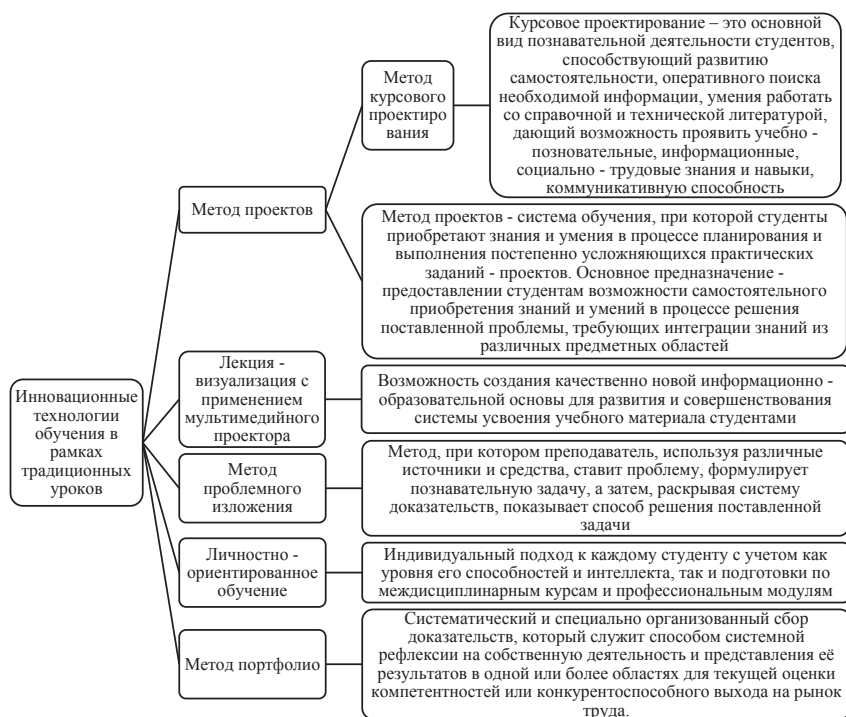 Инновационные
технологии
обучения в
рамках
традиционных
уроков
Метод проектов
Метод
курсового
проектиро
вания
Курсовое проектирование – это основной
вид познавательной деятельности студентов,
способствующий развитию
самостоятельности, оперативного поиска
необходимой информации, умения работать
со справочной и технической литературой,
дающий возможность проявить учебно -
позновательные, информационные,
социально - трудовые знания и навыки,
коммуникативную способность
Метод проектов - система обучения, при которой студенты
приобретают знания и умения в процессе планирования и
выполнения постепенно усложняющихся практических
заданий - проектов. Основное предназначение -
предоставлении студентам возможности самостоятельного
приобретения знаний и умений в процессе решения
поставленной проблемы, требующих интеграции знаний из
различных предметных областей
Лекция -
визуализация с
применением
мультимедийного
проектора
Возможность создания качественно новой информационно -
образовательной основы для развития и совершенствования
системы усвоения учебного материала студентами
Метод
проблемного
изложения
Метод, при котором преподаватель, используя различные
источники и средства, ставит проблему, формулирует
познавательную задачу, а затем, раскрывая систему
доказательств, показывает способ решения поставленной
задачи
Личностно -
ориентированное
обучение
Индивидуальный подход к каждому студенту с учетом как
уровня его способностей и интеллекта, так и подготовки по
междисциплинарным курсам и профессиональным модулям
Метод портфолио
Систематический и специально организованный сбор
доказательств, который служит способом системной
рефлексии на собственную деятельность и представления её
результатов в одной или более областях для текущей оценки
компетентностей или конкурентоспособного выхода на рынок
труда.